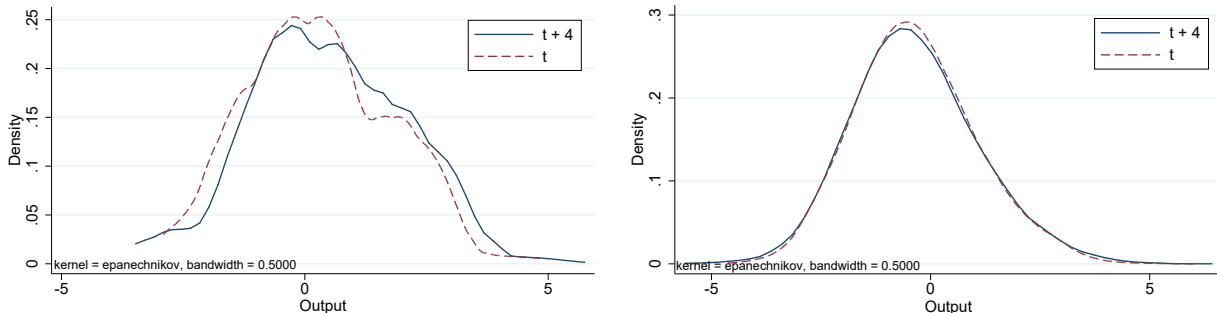 .25
.2
.15
.1
.05
0
Density
t + 4
t
kernel = epanechnikov, bandwidth = 0.5000
-5
0
5
Output
.3
.2
.1
0
Density
t + 4
t
kernel = epanechnikov, bandwidth = 0.5000
-5
0
5
Output